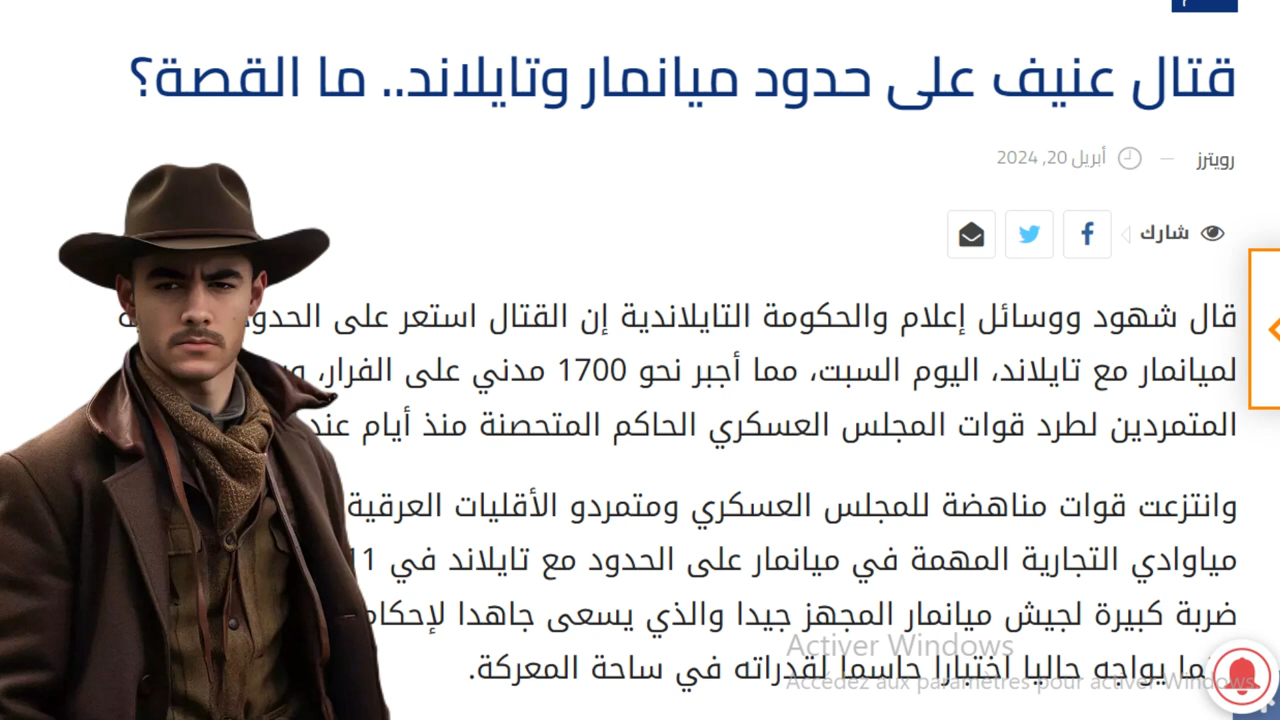 قتال عنيف على حدود ميانمار وتايلاند.. ما القصة؟
رويترز — أبريل 20, 2024
شارك
قال شهود ووسائل إعلام والحكومة التايلاندية إن القتال استعر على
لميانمار مع تايلاند، اليوم السبت، مما أجبر نحو 1700 مدني على الفرار،
المتمردين لطرد قوات المجلس العسكري الحاكم المتحصنة منذ أيام
وانتزعت قوات مناهضة للمجلس العسكري ومتمردو الأقليات العرقية
مياوادي التجارية المهمة في ميانمار على الحدود مع تايلاند في 11
ضربة كبيرة لجيش ميانمار المجهز جيدا والذي يسعى جاهدا
يواجه حاليا اختبارا حاسما لقدراته في ساحة المعركة.
Activer Windows
Accédez aux paramètres pour activer Windows.